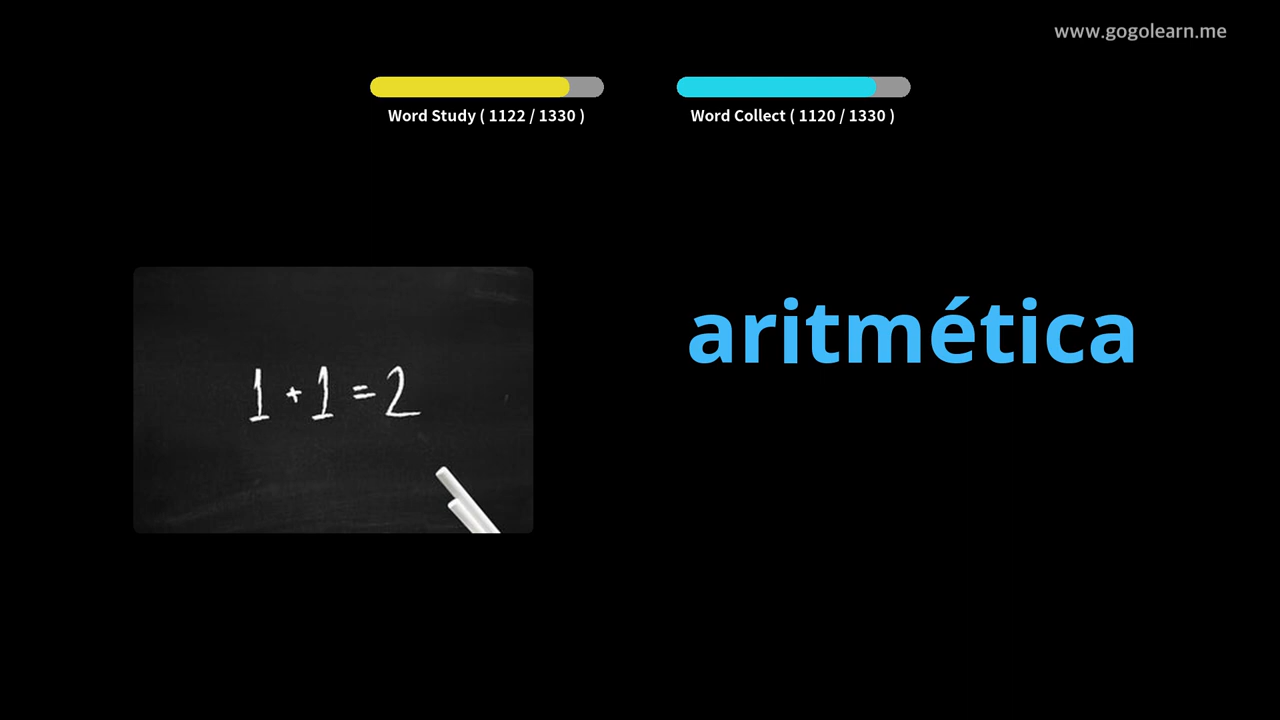 www.gogolearn.me
Word Study ( 1122 / 1330 )
Word Collect ( 1120 / 1330 )
aritmética
1 + 1 = 2